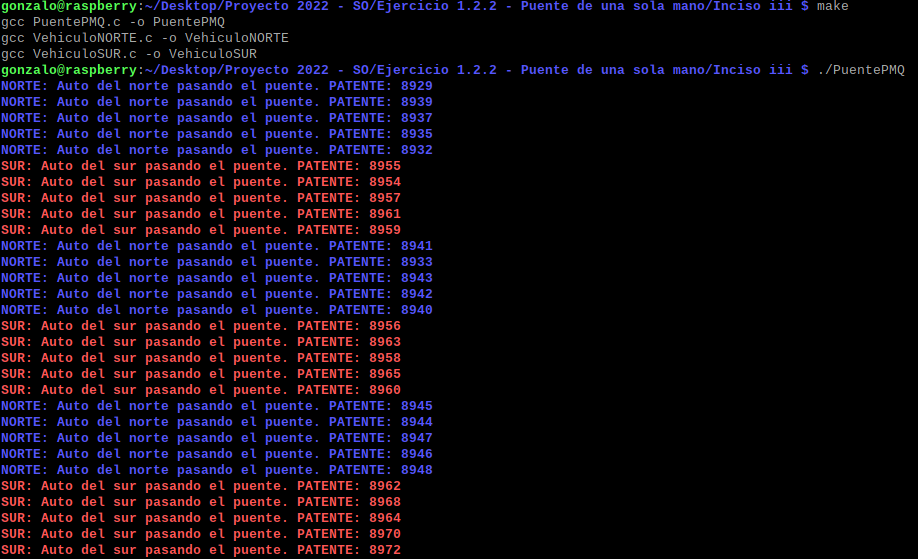 gonzalo@raspberry:~/Desktop/Proyecto 2022 - SO/Ejercicio 1.2.2 - Puente de una sola mano/Inciso iii $ make
gcc PuentePMQ.c -o PuentePMQ
gcc VehiculoNORTE.c -o VehiculoNORTE
gcc VehiculoSUR.c -o VehiculoSUR
gonzalo@raspberry:~/Desktop/Proyecto 2022 - SO/Ejercicio 1.2.2 - Puente de una sola mano/Inciso iii $ ./PuentePMQ
NORTE: Auto del norte pasando el puente. PATENTE: 8929
NORTE: Auto del norte pasando el puente. PATENTE: 8939
NORTE: Auto del norte pasando el puente. PATENTE: 8937
NORTE: Auto del norte pasando el puente. PATENTE: 8935
NORTE: Auto del norte pasando el puente. PATENTE: 8932
SUR: Auto del sur pasando el puente. PATENTE: 8955
SUR: Auto del sur pasando el puente. PATENTE: 8954
SUR: Auto del sur pasando el puente. PATENTE: 8957
SUR: Auto del sur pasando el puente. PATENTE: 8961
SUR: Auto del sur pasando el puente. PATENTE: 8959
NORTE: Auto del norte pasando el puente. PATENTE: 8941
NORTE: Auto del norte pasando el puente. PATENTE: 8933
NORTE: Auto del norte pasando el puente. PATENTE: 8943
NORTE: Auto del norte pasando el puente. PATENTE: 8942
NORTE: Auto del norte pasando el puente. PATENTE: 8940
SUR: Auto del sur pasando el puente. PATENTE: 8956
SUR: Auto del sur pasando el puente. PATENTE: 8963
SUR: Auto del sur pasando el puente. PATENTE: 8958
SUR: Auto del sur pasando el puente. PATENTE: 8965
SUR: Auto del sur pasando el puente. PATENTE: 8960
NORTE: Auto del norte pasando el puente. PATENTE: 8945
NORTE: Auto del norte pasando el puente. PATENTE: 8944
NORTE: Auto del norte pasando el puente. PATENTE: 8947
NORTE: Auto del norte pasando el puente. PATENTE: 8946
NORTE: Auto del norte pasando el puente. PATENTE: 8948
SUR: Auto del sur pasando el puente. PATENTE: 8962
SUR: Auto del sur pasando el puente. PATENTE: 8968
SUR: Auto del sur pasando el puente. PATENTE: 8964
SUR: Auto del sur pasando el puente. PATENTE: 8970
SUR: Auto del sur pasando el puente. PATENTE: 8972